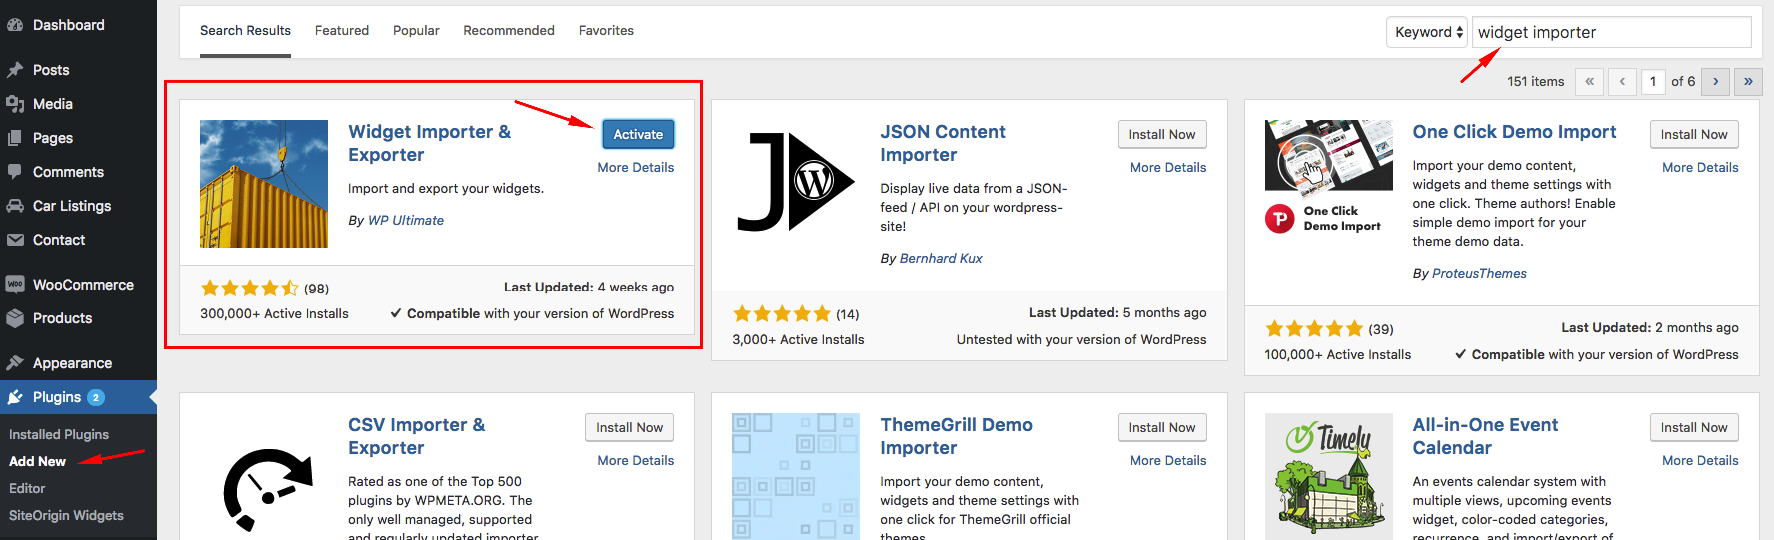 Dashboard
Posts
Media
Pages
Comments
Car Listings
Contact
WooCommerce
Products
Appearance
Plugins 2
Installed Plugins
Add New
Editor
SiteOrigin Widgets
Search Results Featured Popular Recommended Favorites
Keyword widget importer
151 items « ‹ 1 of 6 › »
Widget Importer &
Exporter
Activate
More Details
Import and export your widgets.
By WP Ultimate
(98)
Last Updated: 4 weeks ago
300,000+ Active Installs
Compatible with your version of WordPress
JSON Content
Importer
Install Now
More Details
Display live data from a JSON-
feed / API on your wordpress-
site!
By Bernhard Kux
(14)
Last Updated: 5 months ago
3,000+ Active Installs
Untested with your version of WordPress
One Click
Demo Import
One Click Demo Import
Install Now
More Details
Import your demo content,
widgets and theme settings with
one click. Theme authors! Enable
simple demo import for your
theme demo data.
By ProteusThemes
(39)
Last Updated: 2 months ago
100,000+ Active Installs
Compatible with your version of WordPress
CSV Importer &
Exporter
Install Now
More Details
Rated as one of the Top 500
plugins by WPMETA.ORG. The
only well managed, supported
and regularly updated importer
ThemeGrill Demo
Importer
Install Now
More Details
Import your demo content,
widgets and theme settings with
one click for ThemeGrill official
themes.
Timely
All-in-One Event
Calendar
Install Now
More Details
An events calendar system with
multiple views, upcoming events
widget, color-coded categories,
recurrence, and import/export of